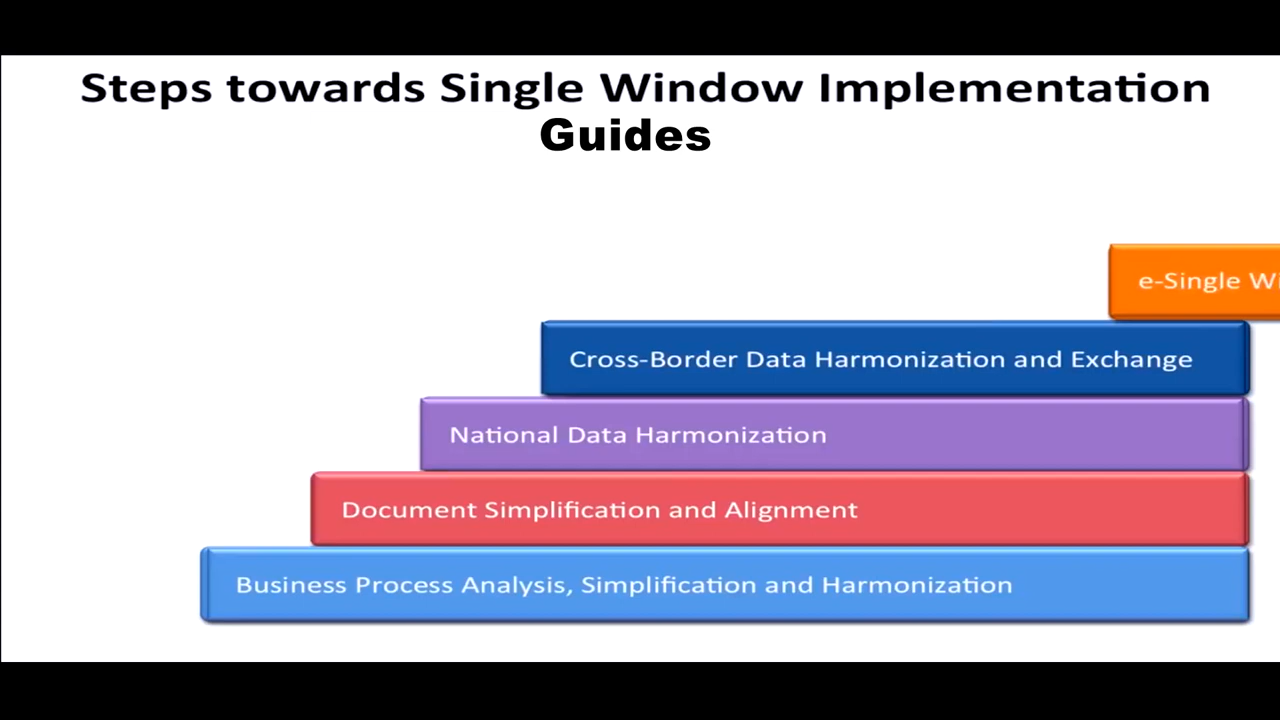 Steps towards Single Window Implementation
Guides
e-Single
Cross-Border Data Harmonization and Exchange
National Data Harmonization
Document Simplification and Alignment
Business Process Analysis, Simplification and Harmonization